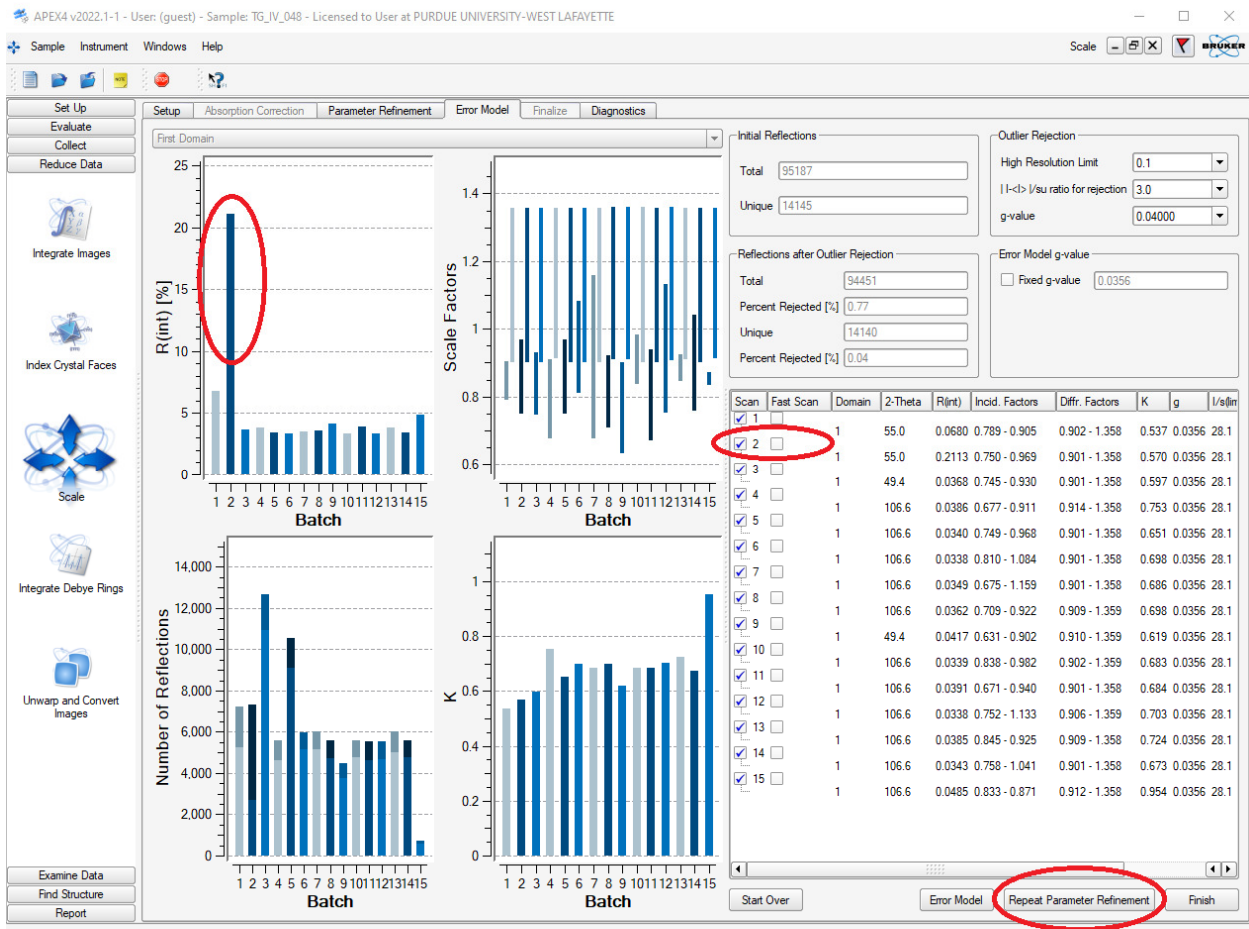 APEX4 v2022.1-1 - User: (guest) - Sample: TG_IV_048 - Licensed to User at PURDUE UNIVERSITY-WEST LAFAYETTE
Sample Instrument Windows Help
Scale
BRUKER
NOTE
STOP
Set Up
Evaluate
Collect
Reduce Data
Integrate Images
Index Crystal Faces
Scale
Integrate Debye Rings
Unwarp and Convert
Images
Examine Data
Find Structure
Report
Setup Absorption Correction Parameter Refinement Error Model Finalize Diagnostics
First Domain
R(int) [%]
25
20
15
10
5
0
1 2 3 4 5 6 7 8 9 10 11 12 13 14 15
Batch
Scale Factors
1.4
1.2
1
0.8
0.6
1 2 3 4 5 6 7 8 9 10 11 12 13 14 15
Batch
Number of Reflections
14,000
12,000
10,000
8,000
6,000
4,000
2,000
0
1 2 3 4 5 6 7 8 9 10 11 12 13 14 15
Batch
K
1
0.8
0.6
0.4
0.2
0
1 2 3 4 5 6 7 8 9 10 11 12 13 14 15
Batch
Initial Reflections
Total 95187
Unique 14145
Outlier Rejection
High Resolution Limit 0.1
| I-<I> |/su ratio for rejection 3.0
g-value 0.04000
Reflections after Outlier Rejection
Total 94451
Percent Rejected [%] 0.77
Unique 14140
Percent Rejected [%] 0.04
Error Model g-value
Fixed g-value 0.0356
Scan Fast Scan Domain 2-Theta R(int) Incid. Factors Diffr. Factors K g I/s(lim
1
1 55.0 0.0680 0.789 - 0.905 0.902 - 1.358 0.537 0.0356 28.1
2
1 55.0 0.2113 0.750 - 0.969 0.901 - 1.358 0.570 0.0356 28.1
3
1 49.4 0.0368 0.745 - 0.930 0.901 - 1.358 0.597 0.0356 28.1
4
1 106.6 0.0386 0.677 - 0.911 0.914 - 1.358 0.753 0.0356 28.1
5
1 106.6 0.0340 0.749 - 0.968 0.901 - 1.358 0.651 0.0356 28.1
6
1 106.6 0.0338 0.810 - 1.084 0.901 - 1.358 0.698 0.0356 28.1
7
1 106.6 0.0349 0.675 - 1.159 0.901 - 1.358 0.686 0.0356 28.1
8
1 106.6 0.0362 0.709 - 0.922 0.909 - 1.359 0.698 0.0356 28.1
9
1 49.4 0.0417 0.631 - 0.902 0.910 - 1.359 0.619 0.0356 28.1
10
1 106.6 0.0339 0.838 - 0.982 0.902 - 1.359 0.683 0.0356 28.1
11
1 106.6 0.0391 0.671 - 0.940 0.901 - 1.358 0.684 0.0356 28.1
12
1 106.6 0.0338 0.752 - 1.133 0.906 - 1.359 0.703 0.0356 28.1
13
1 106.6 0.0385 0.845 - 0.925 0.909 - 1.358 0.724 0.0356 28.1
14
1 106.6 0.0343 0.758 - 1.041 0.901 - 1.358 0.673 0.0356 28.1
15
1 106.6 0.0485 0.833 - 0.871 0.912 - 1.358 0.954 0.0356 28.1
Start Over Error Model Repeat Parameter Refinement Finish